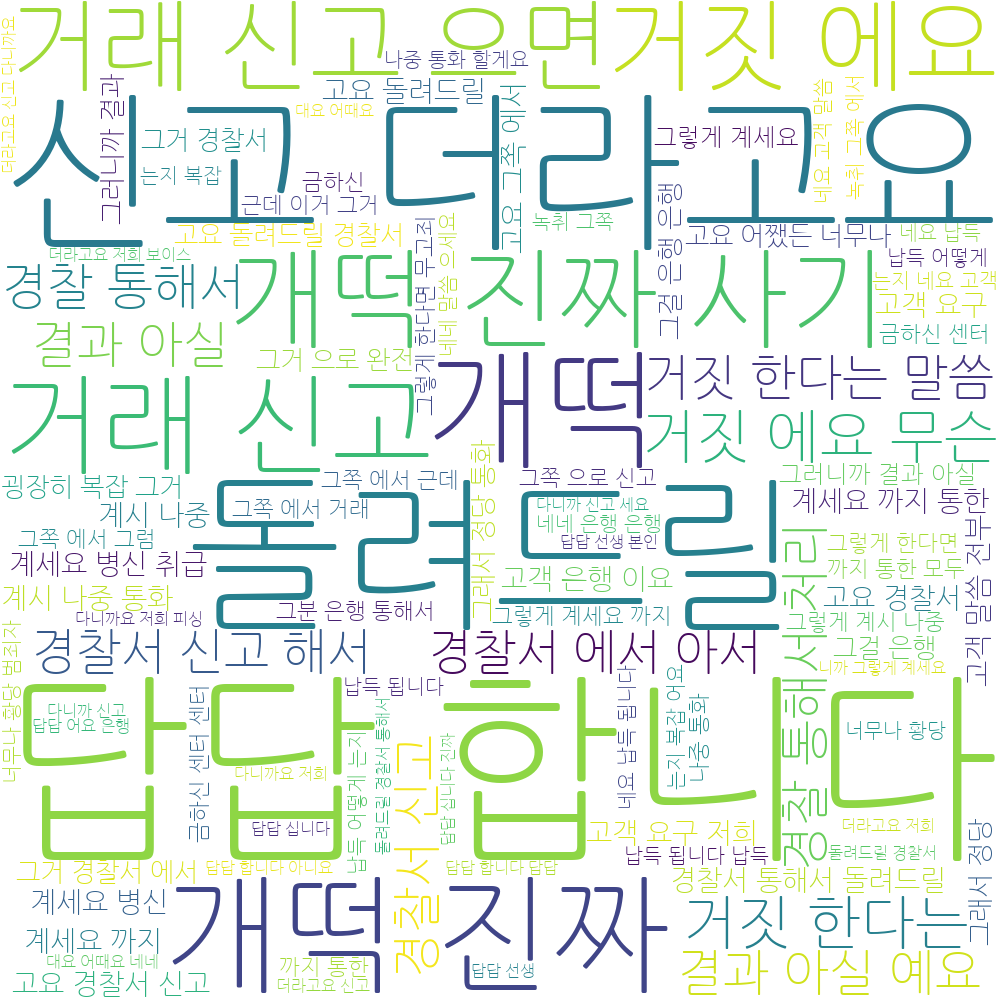 거래 신고 으면
거짓 에요
더라고요 신고 다니까요
나중 통화 할게요
고요 돌려드릴
대요 어때요
그러니까 결과
신고 더라고요
그거 경찰서
는지 복잡
금하신
근데 이거 그거
고요 그쪽 에서
녹취 그쪽
그렇게 계세요
네요 고객 말씀
녹취 그쪽 에서
고요 돌려드릴 경찰서
더라고요 저희 보이스
그걸 은행 은행
고요 어쨌든 너무나
네요 납득
납득 어떻게
는지 네요 고객
고객 요구
금하신 센터
경찰 통해서
개떡 진짜 사기
그렇게 한다면 무고죄
네네 말씀 으세요
결과 아실
그거 으로 완전
거래 신고
개떡
거짓 한다는 말씀
거짓 에요 무슨
굉장히 복잡 그거
계시 나중
그쪽 에서 근데
그쪽 에서 거래
그쪽 에서 그럼
그래서 정당 통화
그쪽 으로 신고
다니까 신고 세요
네네 은행 은행
답답 선생 본인
그러니까 결과 아실
계세요 까지 통한
돌려드릴
계세요 병신 취급
계시 나중 통화
다니까요 저희 피싱
그분 은행 통해서
고객 은행 이요
그렇게 계세요 까지
그렇게 한다면
까지 통한 모두
고요 경찰서
그렇게 계시 나중
그걸 은행
니까 그렇게 계세요
고객 말씀 전부
경찰 통해서 처리
경찰서 신고 해서
경찰서 에서 아서
너무나 황당 범죄자
답답 합니다
다니까 신고
답답 어요 은행
금하신 센터 센터
다니까요 저희
답답 십니다
납득 됩니다
납득 어떻게 는지
돌려드릴 경찰서 통해서
경찰서 신고
답답 십니다 진짜
네요 납득 됩니다
는지 복잡 어요
나중 통화
너무나 황당
더라고요 저희
돌려드릴 경찰서
고객 요구 저희
납득 됩니다 납득
그래서 정당
그거 경찰서 에서
답답 합니다 아니요
답답 합니다 답답
경찰서 통해서 돌려드릴
계세요 병신
개떡 진짜
거짓 한다는
계세요 까지
대요 어때요 네네
고요 경찰서 신고
까지 통한
더라고요 신고
답답 선생
결과 아실 예요